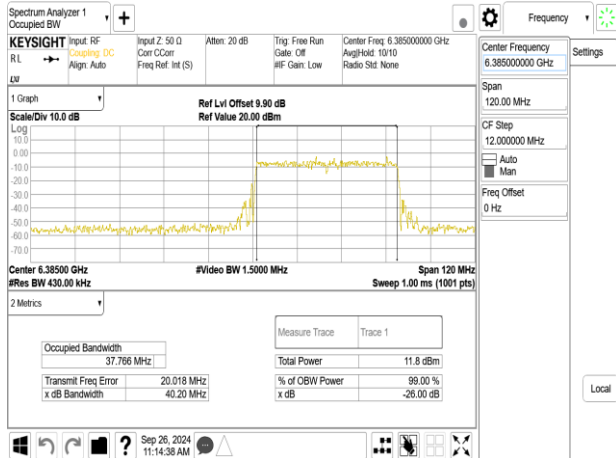 Spectrum Analyzer 1
Occupied BW
+
Frequency
KEYSIGHT
Input: RF
Coupling: DC
Align: Auto
Input Z: 50 Ω
Corr CCorr
Freq Ref: Int (S)
Atten: 20 dB
Trig: Free Run
Gate: Off
#IF Gain: Low
Center Freq: 6.385000000 GHz
Avg|Hold: 10/10
Radio Std: None
RL
LXI
Center Frequency
6.385000000 GHz
Settings
Span
120.00 MHz
CF Step
12.000000 MHz
Auto
Man
Freq Offset
0 Hz
Local
1 Graph
Scale/Div 10.0 dB
Ref Lvl Offset 9.90 dB
Ref Value 20.00 dBm
Log
10.0
0.00
-10.0
-20.0
-30.0
-40.0
-50.0
-60.0
-70.0
Center 6.38500 GHz
#Video BW 1.5000 MHz
Span 120 MHz
#Res BW 430.00 kHz
Sweep 1.00 ms (1001 pts)
2 Metrics
Measure Trace
Trace 1
Occupied Bandwidth
37.766 MHz
Total Power
11.8 dBm
Transmit Freq Error
20.018 MHz
% of OBW Power
99.00 %
x dB Bandwidth
40.20 MHz
x dB
-26.00 dB
?
Sep 26, 2024
11:14:38 AM